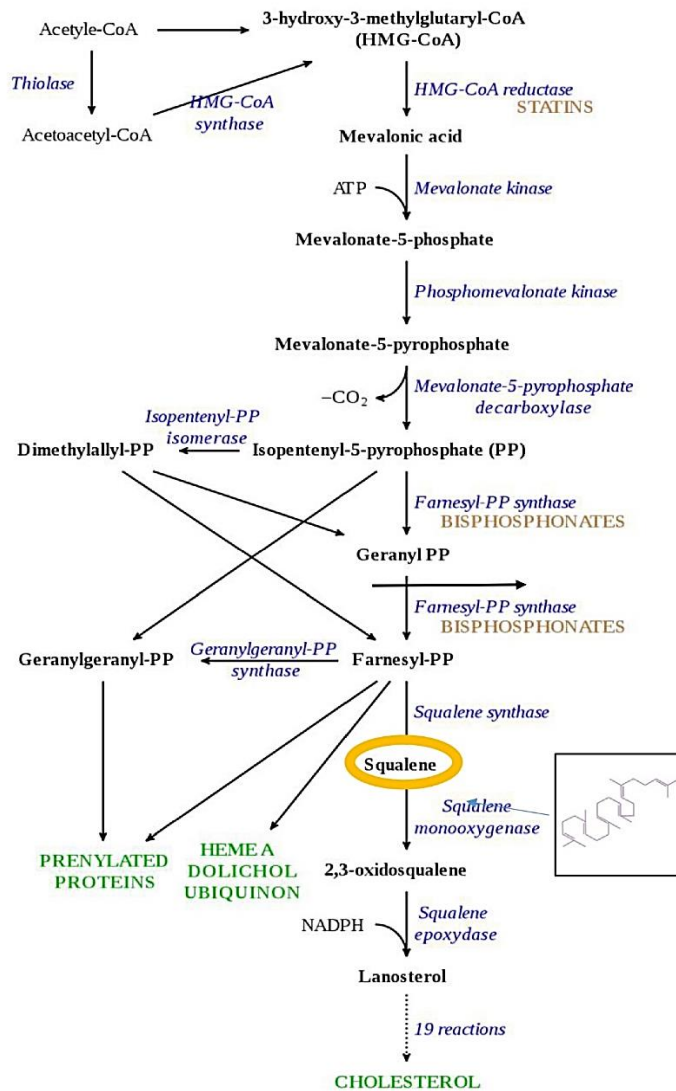 Acetyle-CoA
3-hydroxy-3-methylglutaryl-CoA
(HMG-CoA)
Thiolase
HMG-CoA
synthase
HMG-CoA reductase
STATINS
Acetoacetyl-CoA
Mevalonic acid
ATP
Mevalonate kinase
Mevalonate-5-phosphate
Phosphomevalonate kinase
Mevalonate-5-pyrophosphate
−CO₂
Mevalonate-5-pyrophosphate
decarboxylase
Isopentenyl-PP
isomerase
Dimethylallyl-PP
Isopentenyl-5-pyrophosphate (PP)
Farnesyl-PP synthase
BISPHOSPHONATES
Geranyl PP
Farnesyl-PP synthase
BISPHOSPHONATES
Geranylgeranyl-PP
Geranylgeranyl-PP
synthase
Farnesyl-PP
Squalene synthase
Squalene
Squalene
monooxygenase
PRENYLATED
PROTEINS
HEME A
DOLICHOL
UBIQUINON
2,3-oxidosqualene
NADPH
Squalene
epoxydase
Lanosterol
19 reactions
CHOLESTEROL